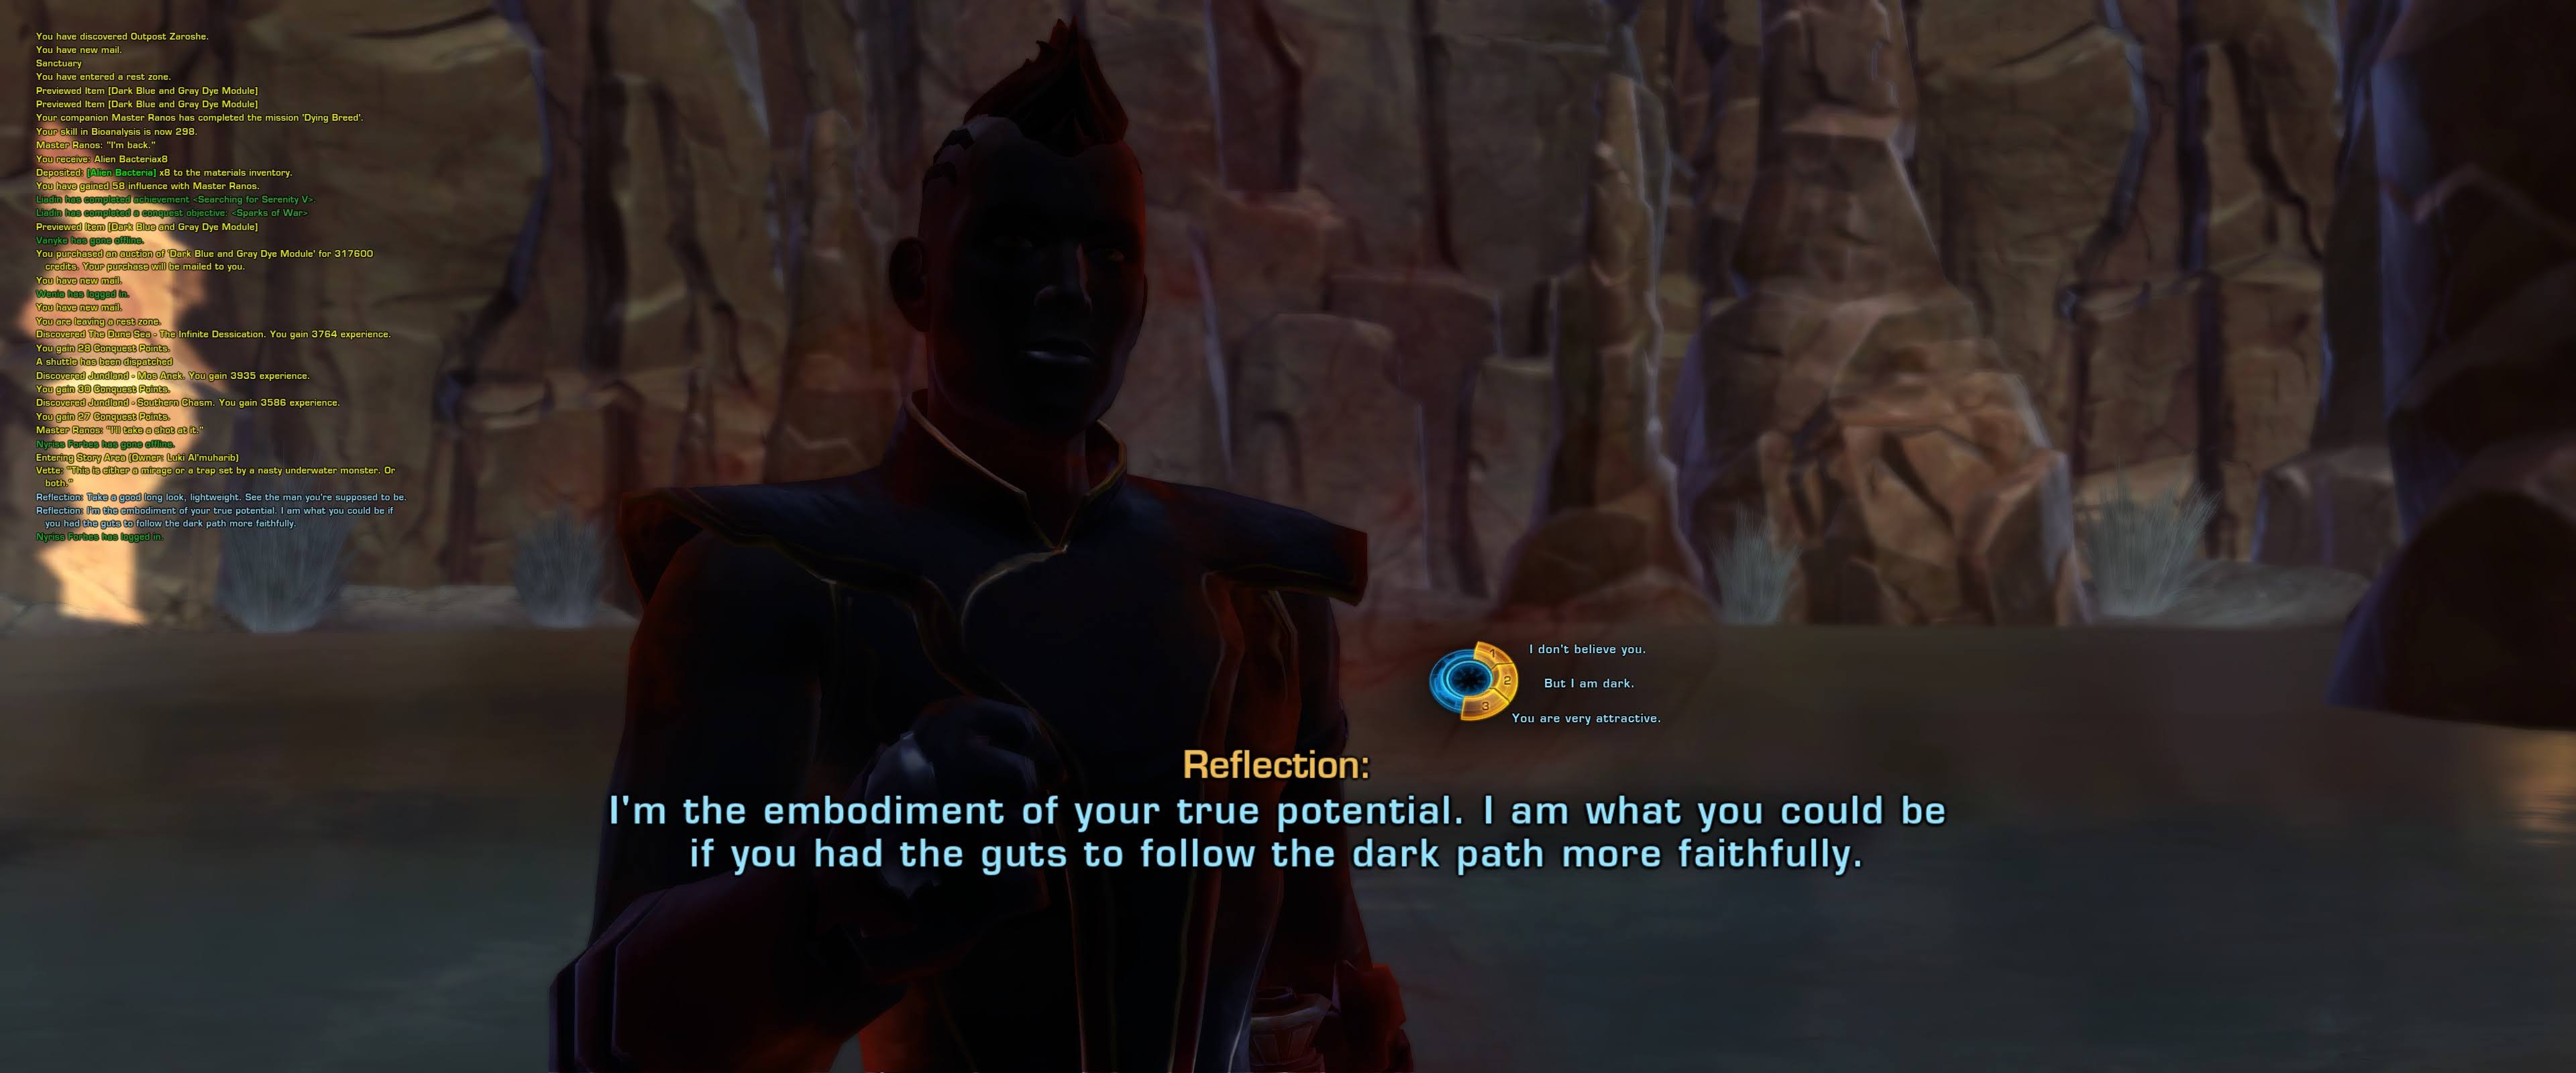 You have discovered Outpost Zaroshe.
You have new mail.
Sanctuary
You have entered a rest zone.
Previewed Item [Dark Blue and Gray Dye Module]
Previewed Item [Dark Blue and Gray Dye Module]
Your companion Master Ranos has completed the mission 'Dying Breed'.
Your skill in Bioanalysis is now 298.
Master Ranos: "I'm back."
You receive: Alien Bacteriax8
Deposited: [Alien Bacteria] x8 to the materials inventory.
You have gained 58 influence with Master Ranos.
Liadin has completed achievement <Searching for Serenity V>.
Liadin has completed a conquest objective: <Sparks of War>
Previewed Item [Dark Blue and Gray Dye Module]
Vanyke has gone offline.
You purchased an auction of 'Dark Blue and Gray Dye Module' for 317600
credits. Your purchase will be mailed to you.
You have new mail.
Wenia has logged in.
You have new mail.
You are leaving a rest zone.
Discovered The Dune Sea - The Infinite Dessication. You gain 3764 experience.
You gain 28 Conquest Points.
A shuttle has been dispatched
Discovered Jundland - Mos Anek. You gain 3935 experience.
You gain 30 Conquest Points.
Discovered Jundland - Southern Chasm. You gain 3586 experience.
You gain 27 Conquest Points.
Master Ranos: "I'll take a shot at it."
Nyriss Forbes has gone offline.
Entering Story Area (Owner: Luki Al'muharib)
Vette: "This is either a mirage or a trap set by a nasty underwater monster. Or
both."
Reflection: Take a good long look, lightweight. See the man you're supposed to be.
Reflection: I'm the embodiment of your true potential. I am what you could be if
you had the guts to follow the dark path more faithfully.
Nyriss Forbes has logged in.
1 I don't believe you.
2 But I am dark.
3 You are very attractive.
Reflection:
I'm the embodiment of your true potential. I am what you could be
if you had the guts to follow the dark path more faithfully.